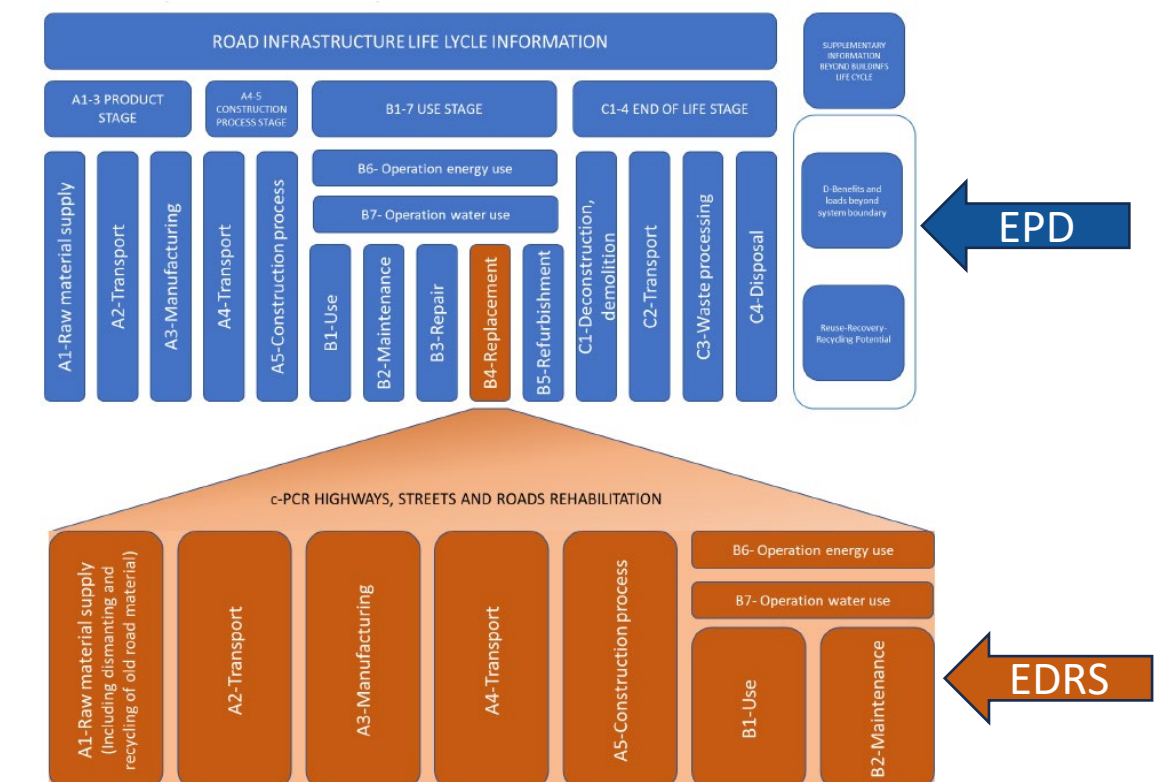 ROAD INFRASTRUCTURE LIFE LYCLE INFORMATION
SUPPLEMENTARY
INFORMATION
BEYOND BUILDINFS
LIFE CYCLE
A1-3 PRODUCT
STAGE
A4-5
CONSTRUCTION
PROCESS STAGE
B1-7 USE STAGE
C1-4 END OF LIFE STAGE
A1-Raw material supply
A2-Transport
A3-Manufacturing
A4-Transport
A5-Construction process
B6- Operation energy use
B7- Operation water use
B1-Use
B2-Maintenance
B3-Repair
B4-Replacement
B5-Refurbishment
C1-Deconstruction,
demolition
C2-Transport
C3-Waste processing
C4-Disposal
D-Benefits and
loads beyond
system boundary
Reuse-Recovery-
Recycling Potential
EPD
c-PCR HIGHWAYS, STREETS AND ROADS REHABILITATION
A1-Raw material supply
(Including dismanting and
recycling of old road material)
A2-Transport
A3-Manufacturing
A4-Transport
A5-Construction process
B6- Operation energy use
B7- Operation water use
B1-Use
B2-Maintenance
EDRS